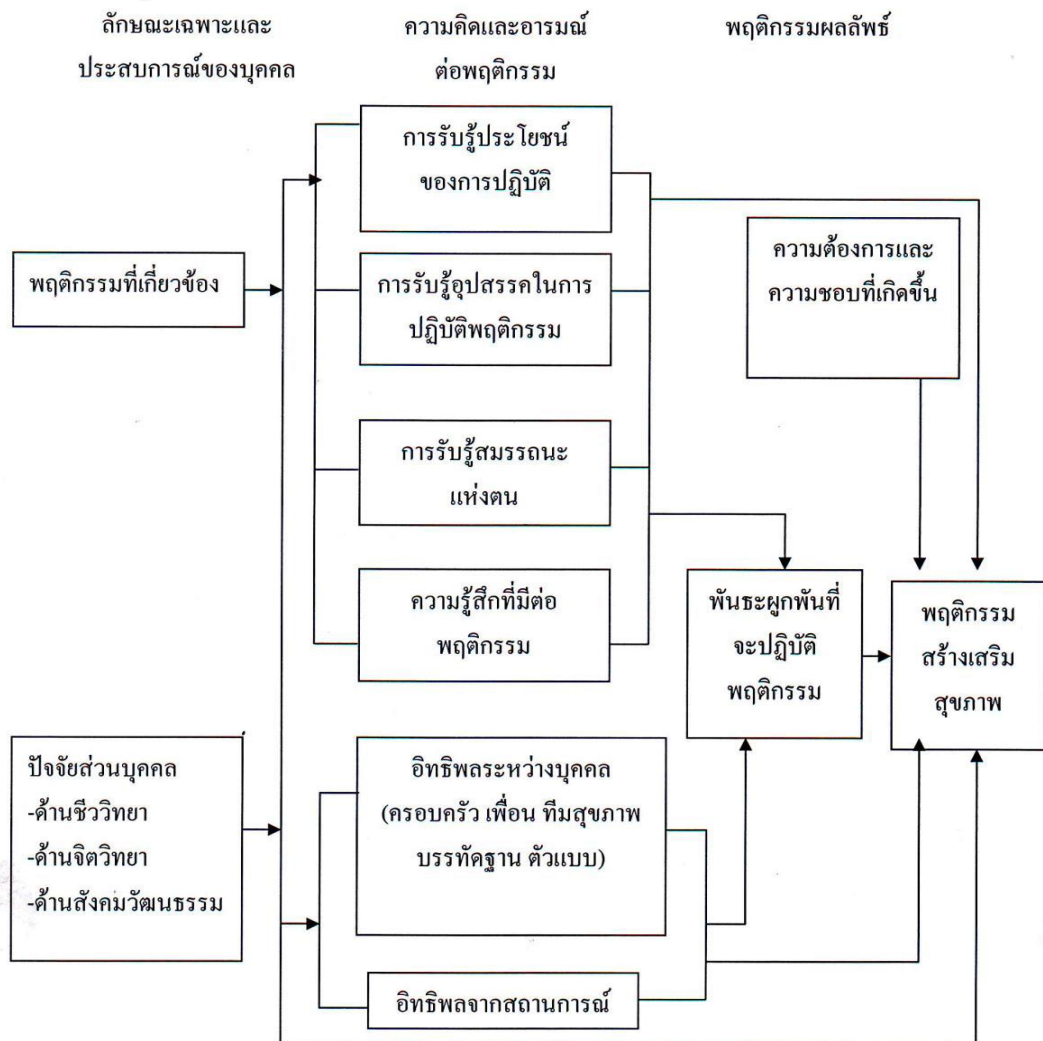 ลักษณะเฉพาะและ
ประสบการณ์ของบุคคล
ความคิดและอารมณ์
ต่อพฤติกรรม
พฤติกรรมผลลัพธ์
การรับรู้ประโยชน์
ของการปฏิบัติ
ความต้องการและ
ความชอบที่เกิดขึ้น
พฤติกรรมที่เกี่ยวข้อง
การรับรู้อุปสรรคในการ
ปฏิบัติพฤติกรรม
การรับรู้สมรรถนะ
แห่งตน
ความรู้สึกที่มีต่อ
พฤติกรรม
พันธะผูกพันที่
จะปฏิบัติ
พฤติกรรม
พฤติกรรม
สร้างเสริม
สุขภาพ
ปัจจัยส่วนบุคคล
-ด้านชีววิทยา
-ด้านจิตวิทยา
-ด้านสังคมวัฒนธรรม
อิทธิพลระหว่างบุคคล
(ครอบครัว เพื่อน ทีมสุขภาพ
บรรทัดฐาน ตัวแบบ)
อิทธิพลจากสถานการณ์